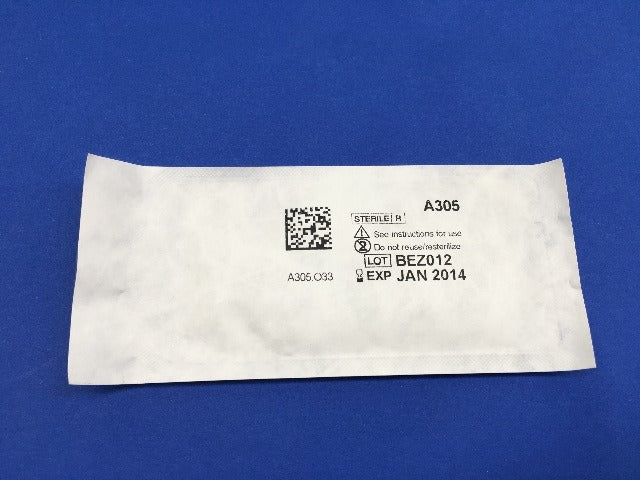 A305
STERILE R
See instructions for use
Do not reuse/resterilize
LOT BEZ012
EXP JAN 2014
A305.O33